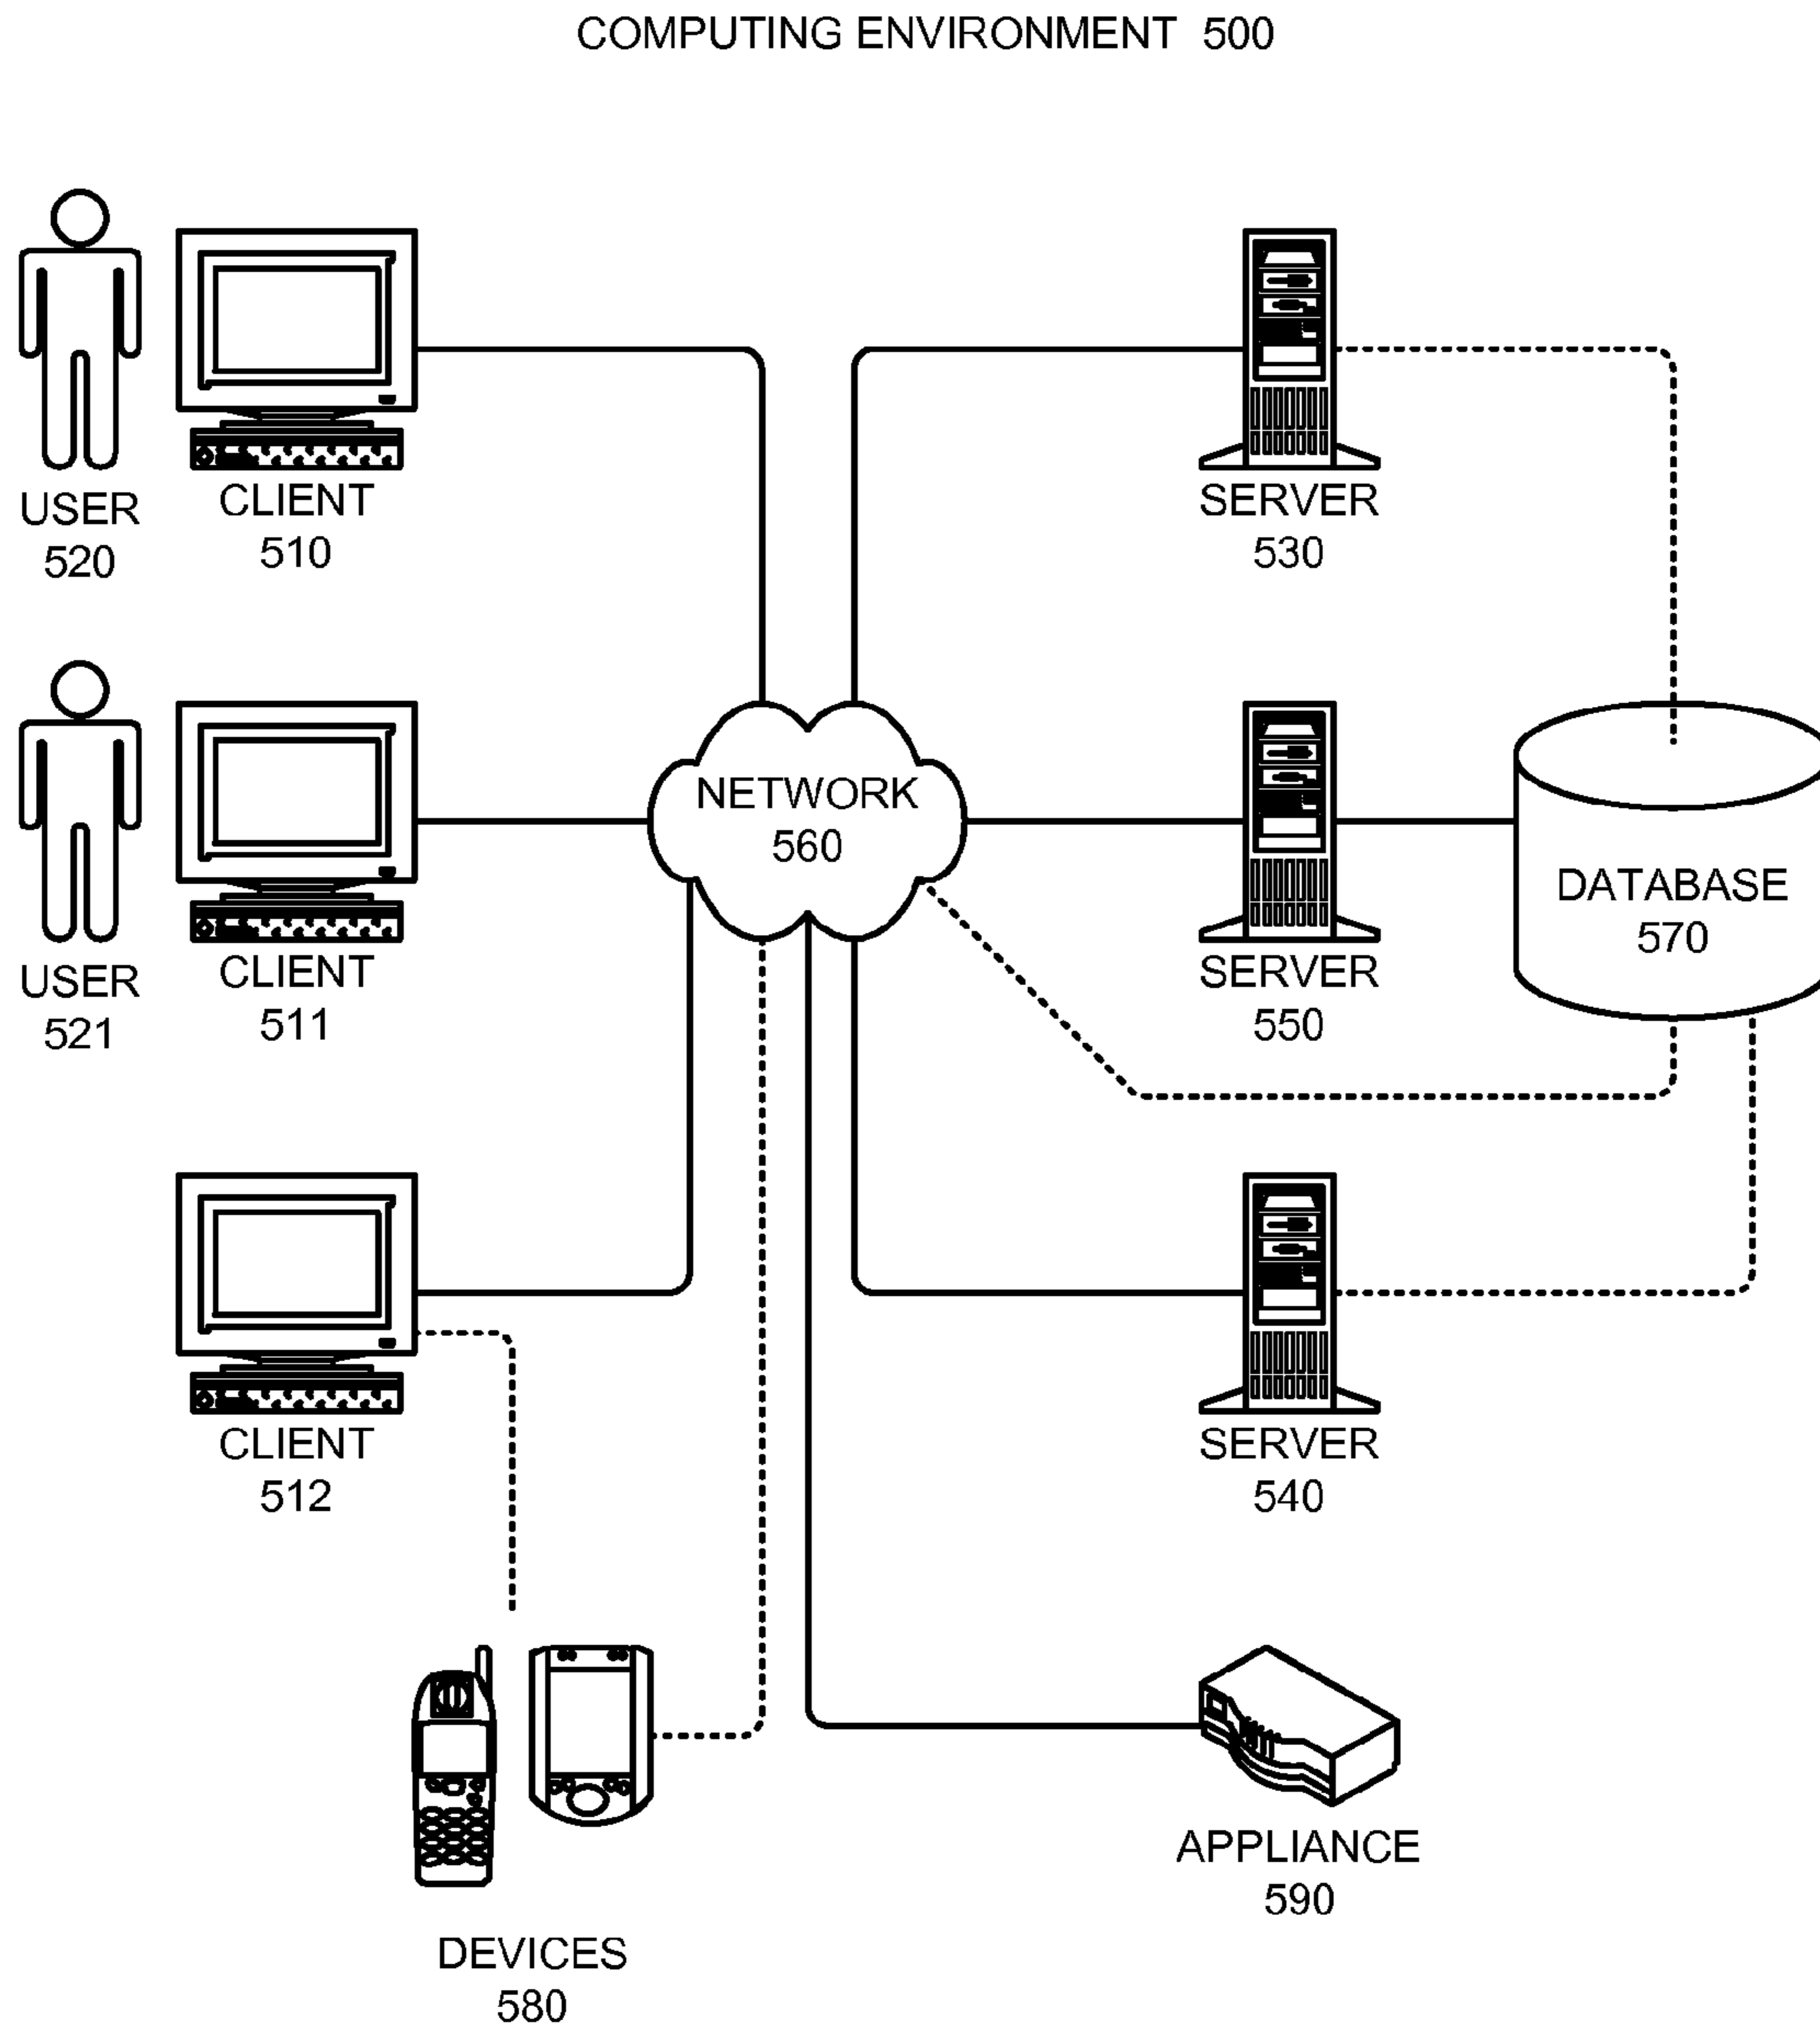 COMPUTING ENVIRONMENT 500
USER
520
CLIENT
510
SERVER
530
NETWORK
560
USER
521
CLIENT
511
SERVER
550
DATABASE
570
CLIENT
512
SERVER
540
DEVICES
580
APPLIANCE
590